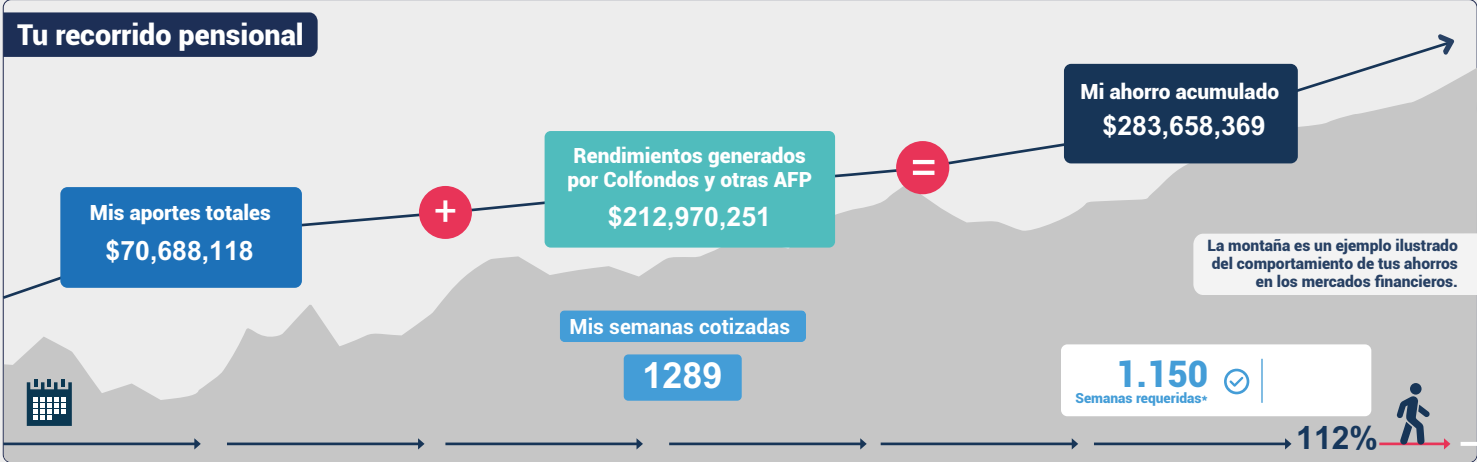 Tu recorrido pensional
Mis aportes totales
$70,688,118
+
Rendimientos generados
por Colfondos y otras AFP
$212,970,251
=
Mi ahorro acumulado
$283,658,369
La montaña es un ejemplo ilustrado
del comportamiento de tus ahorros
en los mercados financieros.
Mis semanas cotizadas
1289
1.150
Semanas requeridas*
112%